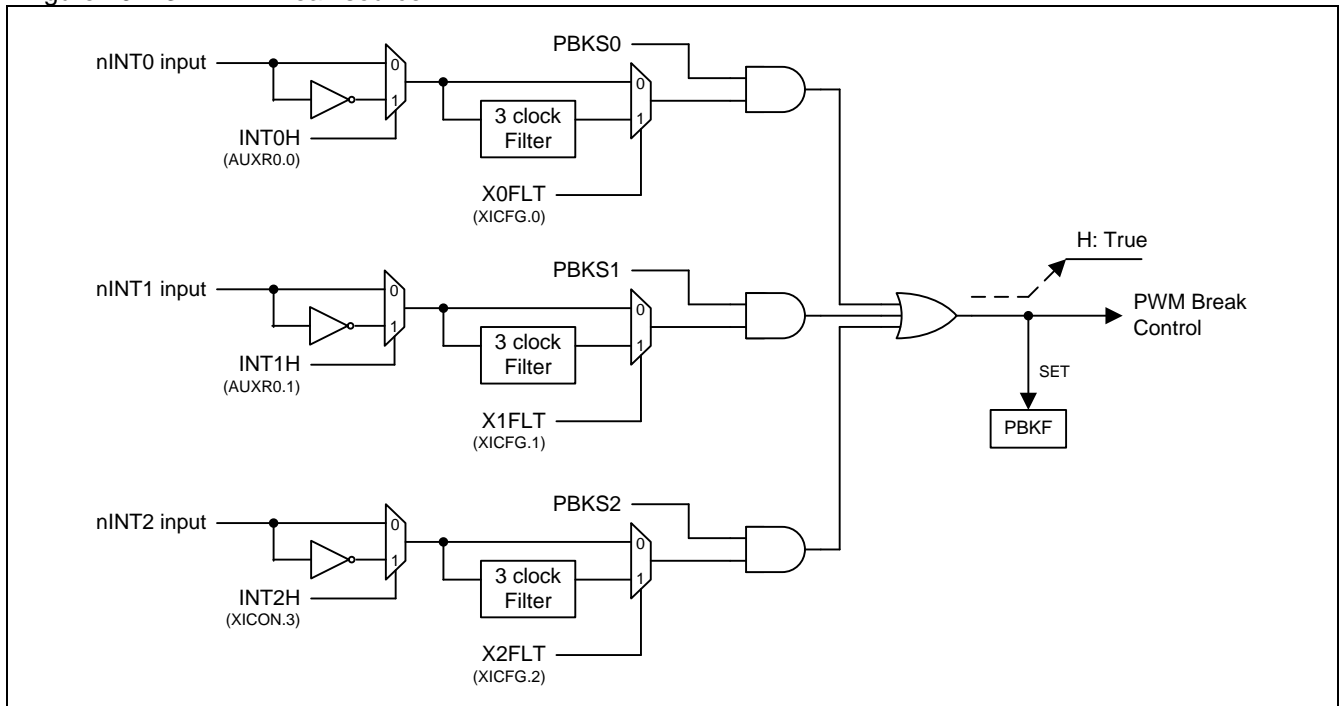 PBKS0
nINT0 input
0
1
0
1
3 clock
Filter
INT0H
(AUXR0.0)
X0FLT
(XICFG.0)
H: True
PBKS1
nINT1 input
0
1
0
1
3 clock
Filter
PWM Break
Control
INT1H
(AUXR0.1)
SET
X1FLT
(XICFG.1)
PBKF
PBKS2
nINT2 input
0
1
0
1
3 clock
Filter
INT2H
(XICON.3)
X2FLT
(XICFG.2)